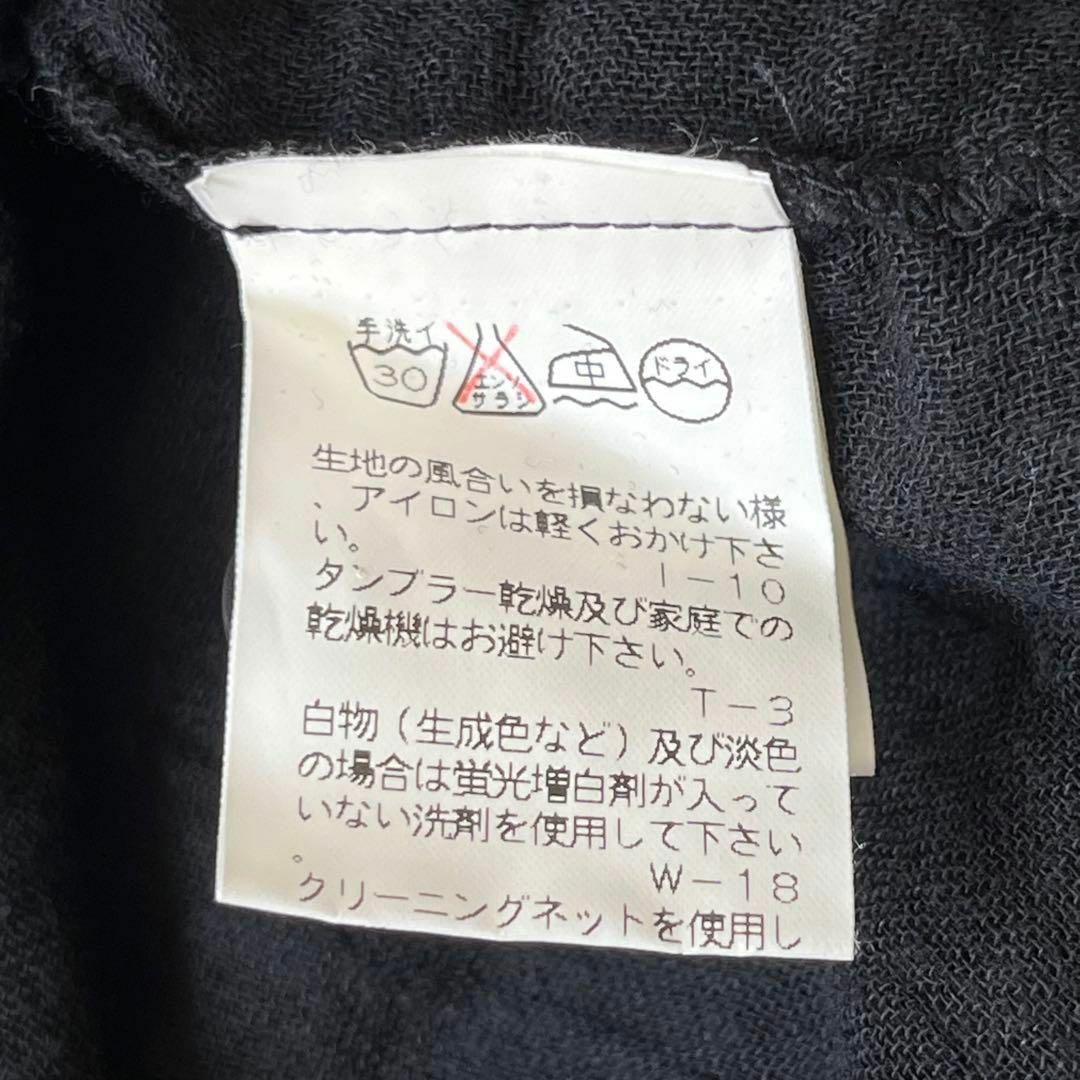 手洗イ
30
エンソ
サラシ
中
ドライ
生地の風合いを損なわない様
、アイロンは軽くおかけ下さ
い。
I-10
タンブラー乾燥及び家庭での
乾燥機はお避け下さい。
T-3
白物(生成色など)及び淡色
の場合は蛍光増白剤が入って
いない洗剤を使用して下さい
。
W-18
クリーニングネットを使用し